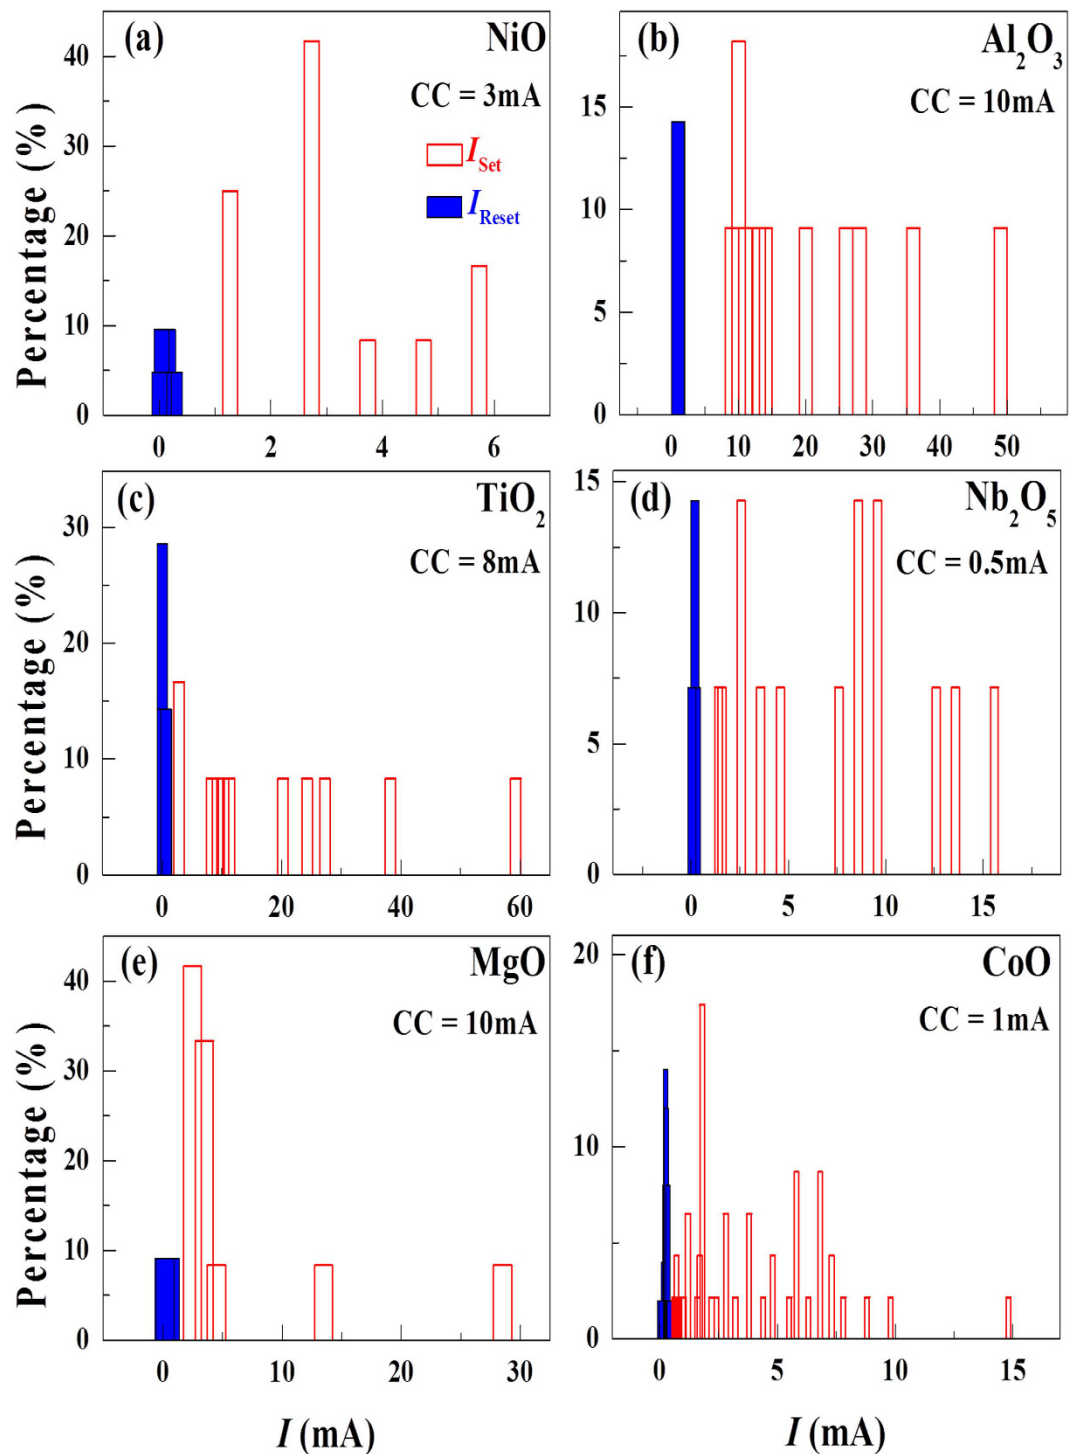 (a) NiO
CC = 3mA
I_Set
I_Reset
Percentage (%)
40
30
20
10
0
0 2 4 6
(b) Al₂O₃
CC = 10mA
15
10
5
0
0 10 20 30 40 50
(c) TiO₂
CC = 8mA
Percentage (%)
30
20
10
0
0 20 40 60
(d) Nb₂O₅
CC = 0.5mA
15
10
5
0
0 5 10 15
(e) MgO
CC = 10mA
Percentage (%)
40
30
20
10
0
0 10 20 30
I (mA)
(f) CoO
CC = 1mA
20
10
0
0 5 10 15
I (mA)